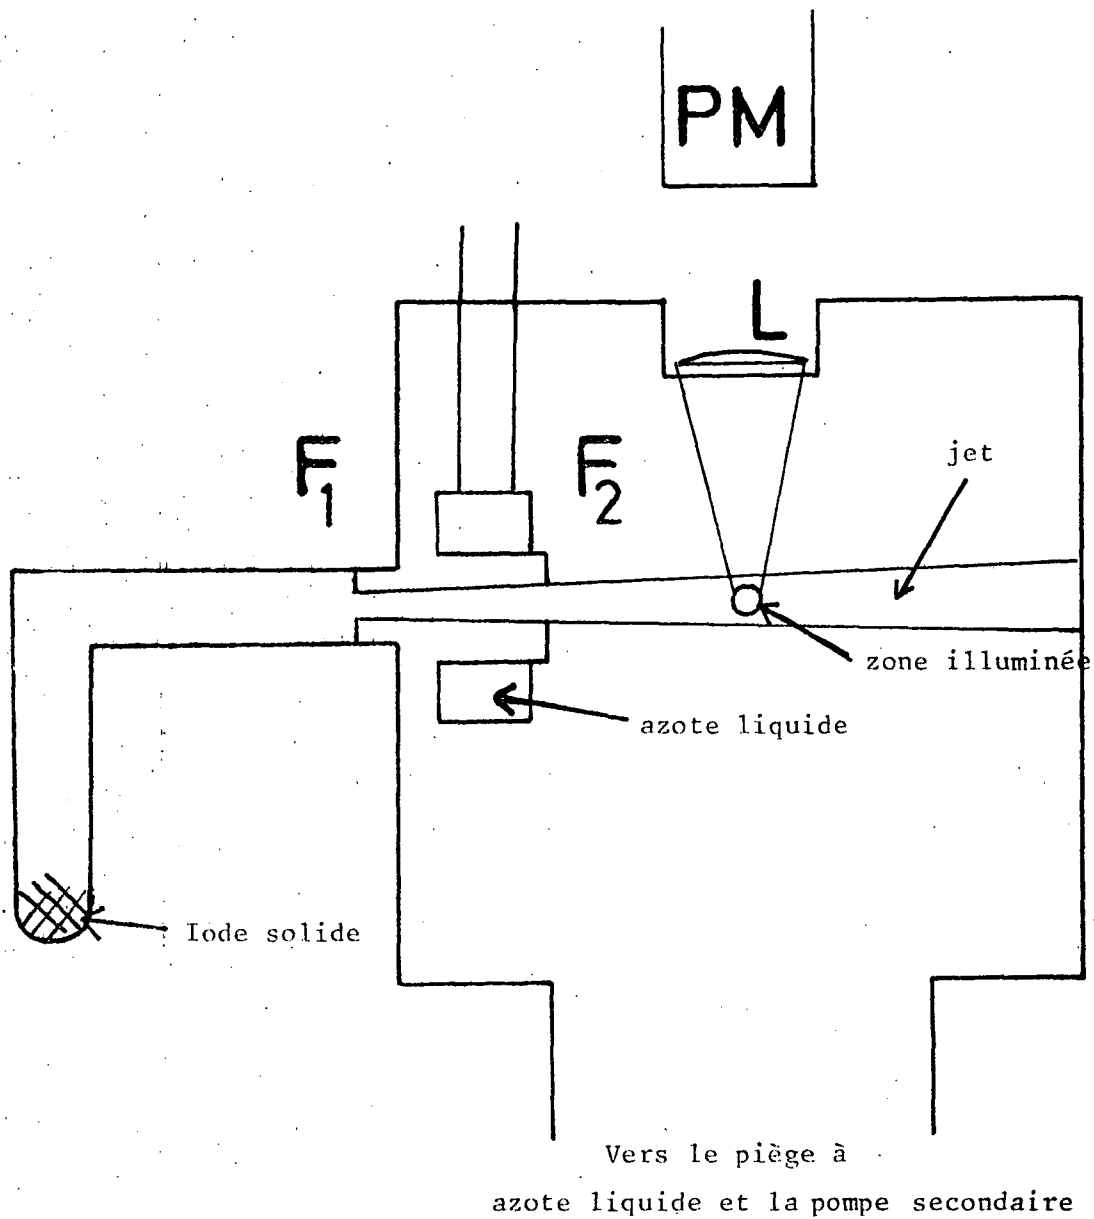 PM
L
F1
F2
jet
zone illuminée
azote liquide
Iode solide
Vers le piège à
azote liquide et la pompe secondaire